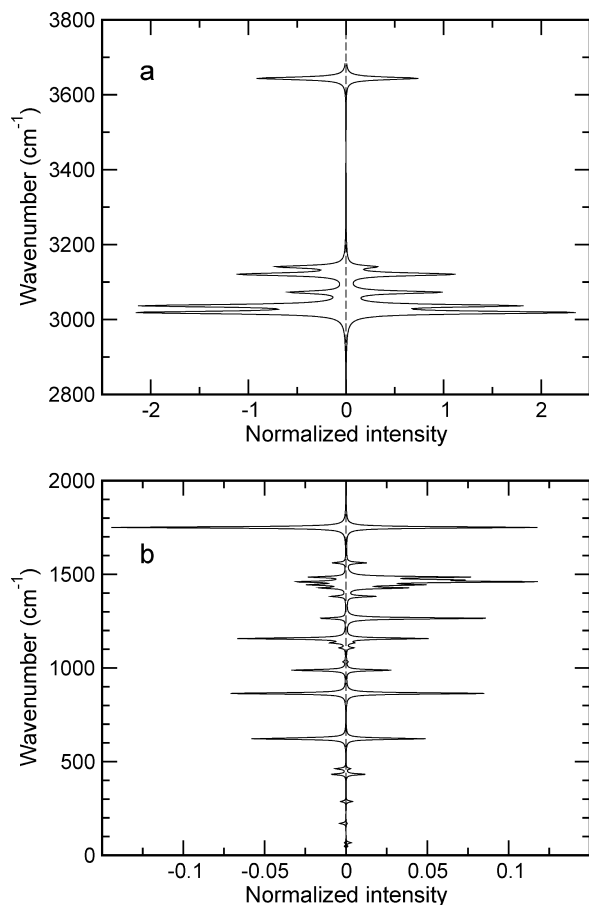 3800
a
3600
3400
3200
3000
2800
Wavenumber (cm⁻¹)
-2 -1 0 1 2
Normalized intensity
2000
b
1500
1000
500
0
Wavenumber (cm⁻¹)
-0.1 -0.05 0 0.05 0.1
Normalized intensity